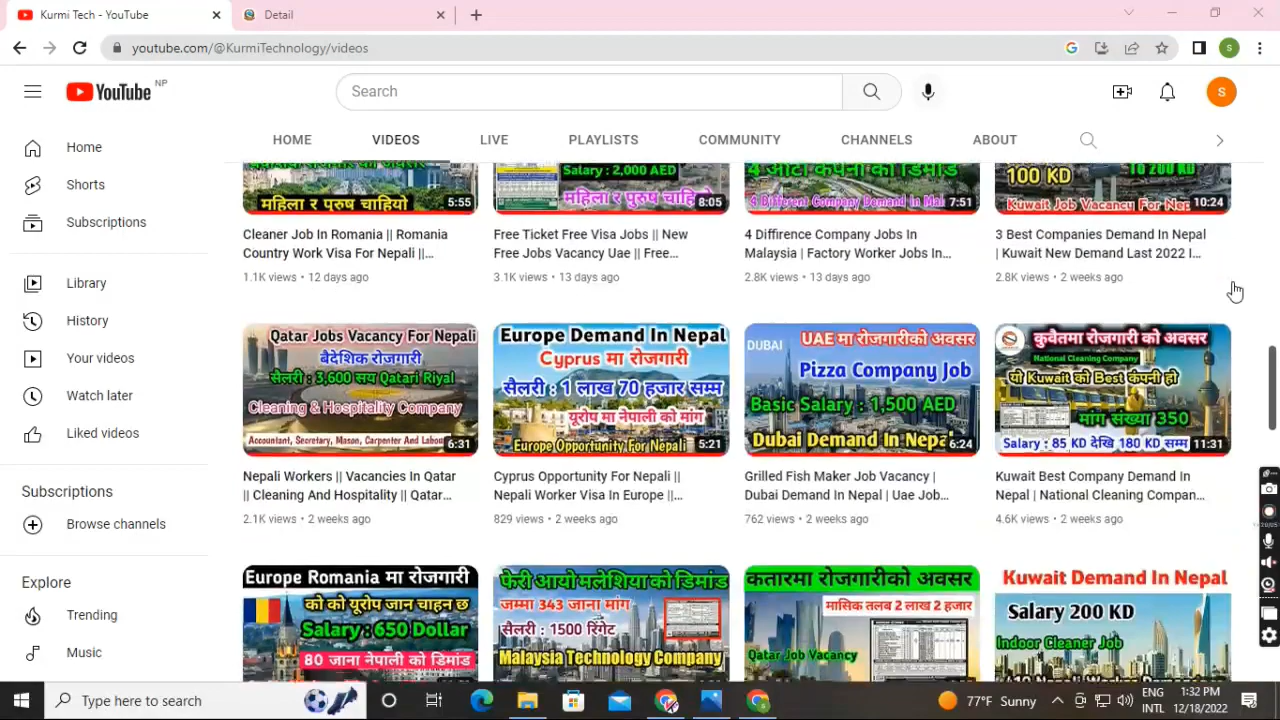 Kurmi Tech - YouTube
Detail
youtube.com/@KurmiTechnology/videos
YouTube NP
Search
S
HOME VIDEOS LIVE PLAYLISTS COMMUNITY CHANNELS ABOUT
Home
Shorts
Subscriptions
Library
History
Your videos
Watch later
Liked videos
Subscriptions
Browse channels
Explore
Trending
Music
महिला र पुरुष चाहियो
5:55
Cleaner Job In Romania || Romania
Country Work Visa For Nepali ||...
1.1K views • 12 days ago
Salary : 2,000 AED
महिला र पुरुष चाहि
8:05
Free Ticket Free Visa Jobs || New
Free Jobs Vacancy Uae || Free...
3.1K views • 13 days ago
4 Different Company Demand In Mal
7:51
4 Diffirence Company Jobs In
Malaysia | Factory Worker Jobs In...
2.8K views • 13 days ago
100 KD
To 200 KD
Kuwait Job Vacancy For Nep
10:24
3 Best Companies Demand In Nepal
| Kuwait New Demand Last 2022 I...
2.8K views • 2 weeks ago
Qatar Jobs Vacancy For Nepali
बैदेशिक रोजगारी
सैलरी : 3,600 सय Qatari Riyal
Cleaning & Hospitality Company
Accountant, Secretary, Mason, Carpenter And Labou
6:31
Nepali Workers || Vacancies In Qatar
|| Cleaning And Hospitality || Qatar...
2.1K views • 2 weeks ago
Europe Demand In Nepal
Cyprus मा रोजगारी
सैलरी : 1 लाख 70 हजार सम्म
यूरोप मा नेपाली को मांग
Europe Opportunity For Nepali
5:21
Cyprus Opportunity For Nepali ||
Nepali Worker Visa In Europe ||...
829 views • 2 weeks ago
DUBAI
UAE मा रोजगारीको अवसर
Pizza Company Job
Basic Salary : 1,500 AED
Dubai Demand In Nepa
6:24
Grilled Fish Maker Job Vacancy |
Dubai Demand In Nepal | Uae Job...
762 views • 2 weeks ago
कुवेतमा रोजगारी को अवसर
National Cleaning Company
यो Kuwait को Best कंपनी हो
मांग संख्या 350
Salary : 85 KD देखि 180 KD सम्म
11:31
Kuwait Best Company Demand In
Nepal | National Cleaning Compan...
4.6K views • 2 weeks ago
Europe Romania मा रोजगारी
को को यूरोप जान चाहन छ
Salary : 650 Dollar
80 जाना नेपाली को डिमांड
फेरी आयो मलेशिया को डिमांड
जम्मा 343 जाना मांग
सैलरी : 1500 रिंगेट
Malaysia Technology Company
कतारमा रोजगारीको अवसर
मासिक तलब 2 लाख 2 हजार
Qatar Job Vacancy
Kuwait Demand In Nepal
Salary 200 KD
Indoor Cleaner Job
Type here to search
77°F Sunny
ENG
INTL
1:32 PM
12/18/2022